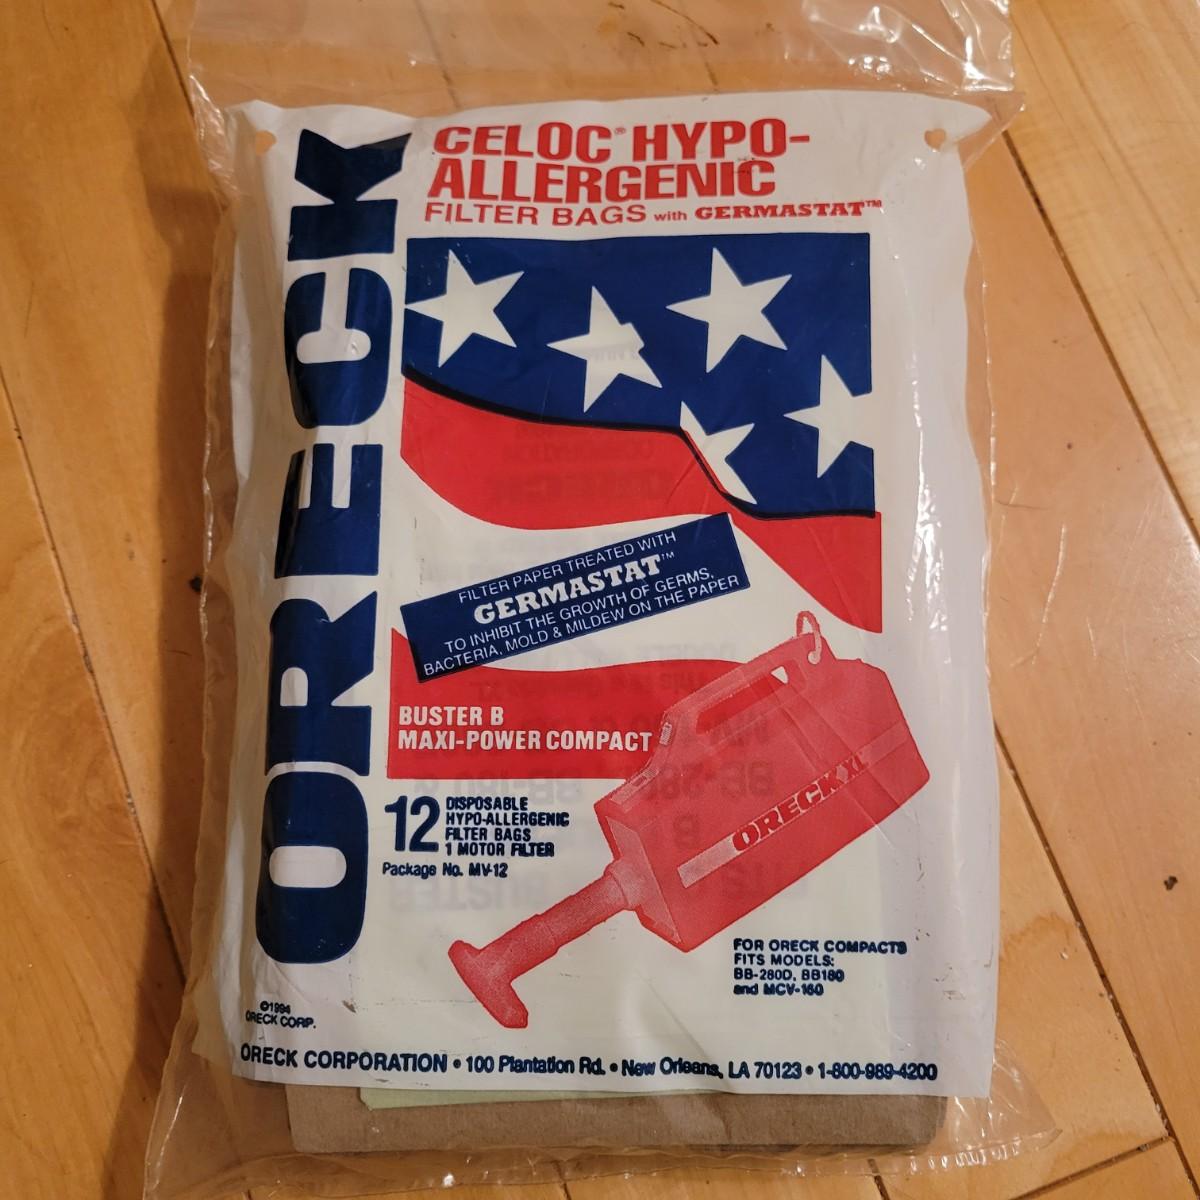 ORECK
CELOC® HYPO-
ALLERGENIC
FILTER BAGS with GERMASTAT™
FILTER PAPER TREATED WITH
GERMASTAT™
TO INHIBIT THE GROWTH OF GERMS,
BACTERIA, MOLD & MILDEW ON THE PAPER
BUSTER B
MAXI-POWER COMPACT
ORECK XL
12 DISPOSABLE
HYPO-ALLERGENIC
FILTER BAGS
1 MOTOR FILTER
Package No. MV-12
FOR ORECK COMPACTS
FITS MODELS:
BB-280D, BB180
and MCV-160
©1994
ORECK CORP.
ORECK CORPORATION • 100 Plantation Rd. • New Orleans, LA 70123 • 1-800-989-4200